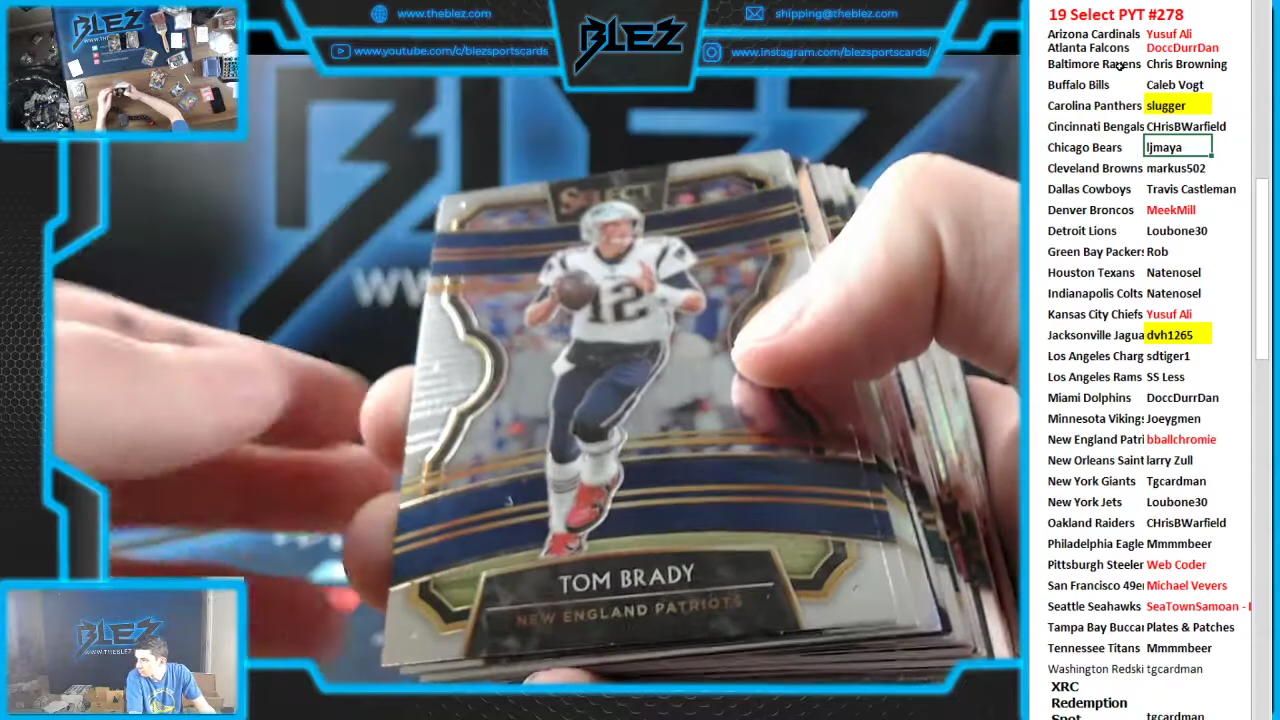 BLEZ
www.theblez.com
shipping@theblez.com
www.youtube.com/c/blezsportscards
www.instagram.com/blezsportscards/
BLEZ
SELECT
12
TOM BRADY
NEW ENGLAND PATRIOTS
BLEZ
19 Select PYT #278
Arizona Cardinals Yusuf Ali
Atlanta Falcons DoccDurrDan
Baltimore Ravens Chris Browning
Buffalo Bills Caleb Vogt
Carolina Panthers slugger
Cincinnati Bengals CHrisBWarfield
Chicago Bears ljmaya
Cleveland Browns markus502
Dallas Cowboys Travis Castleman
Denver Broncos MeekMill
Detroit Lions Loubone30
Green Bay Packers Rob
Houston Texans Natenosel
Indianapolis Colts Natenosel
Kansas City Chiefs Yusuf Ali
Jacksonville Jagua dvh1265
Los Angeles Charg sdtiger1
Los Angeles Rams SS Less
Miami Dolphins DoccDurrDan
Minnesota Vikings Joeygmen
New England Patri bballchromie
New Orleans Saint larry Zull
New York Giants Tgcardman
New York Jets Loubone30
Oakland Raiders CHrisBWarfield
Philadelphia Eagle Mmmmbeer
Pittsburgh Steeler Web Coder
San Francisco 49e Michael Vevers
Seattle Seahawks SeaTownSamoan -
Tampa Bay Bucca Plates & Patches
Tennessee Titans Mmmmbeer
Washington Redski tgcardman
XRC
Redemption
Spot tgcardman